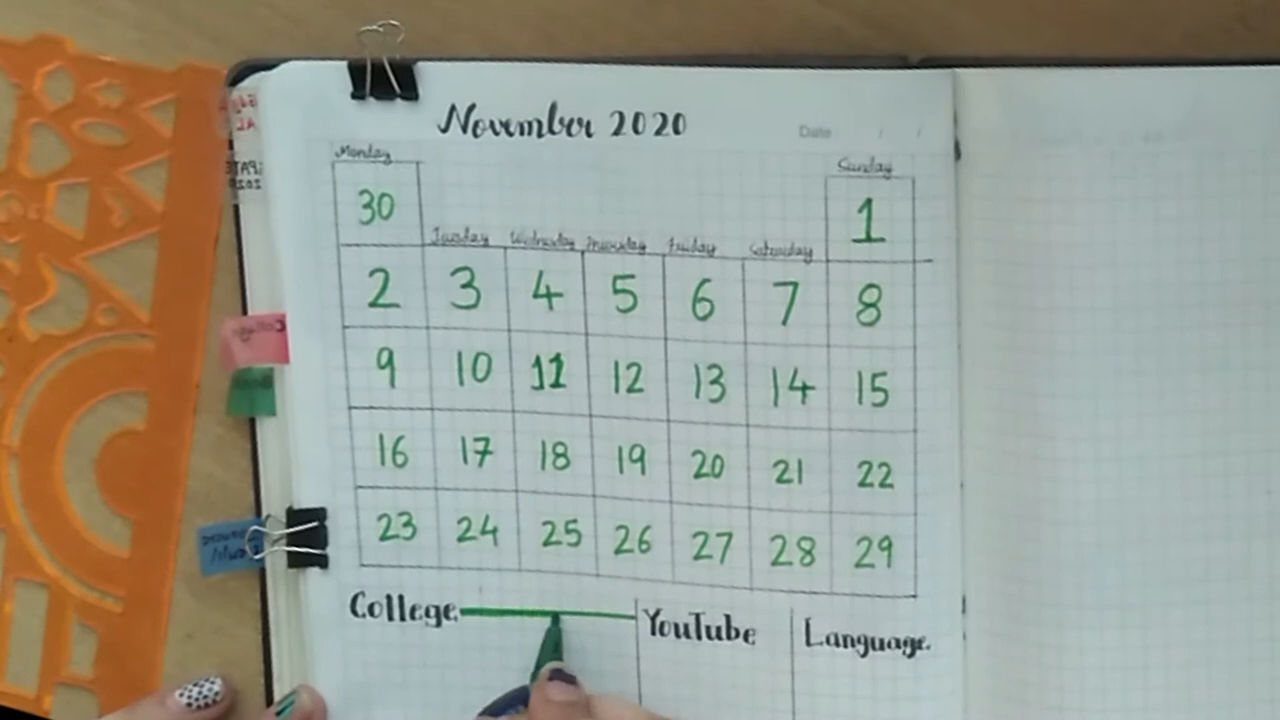 November 2020
Date / /
Monday Sunday
30 1
Tuesday Wednesday Thursday Friday Saturday
2 3 4 5 6 7 8
9 10 11 12 13 14 15
16 17 18 19 20 21 22
23 24 25 26 27 28 29
College YouTube Language